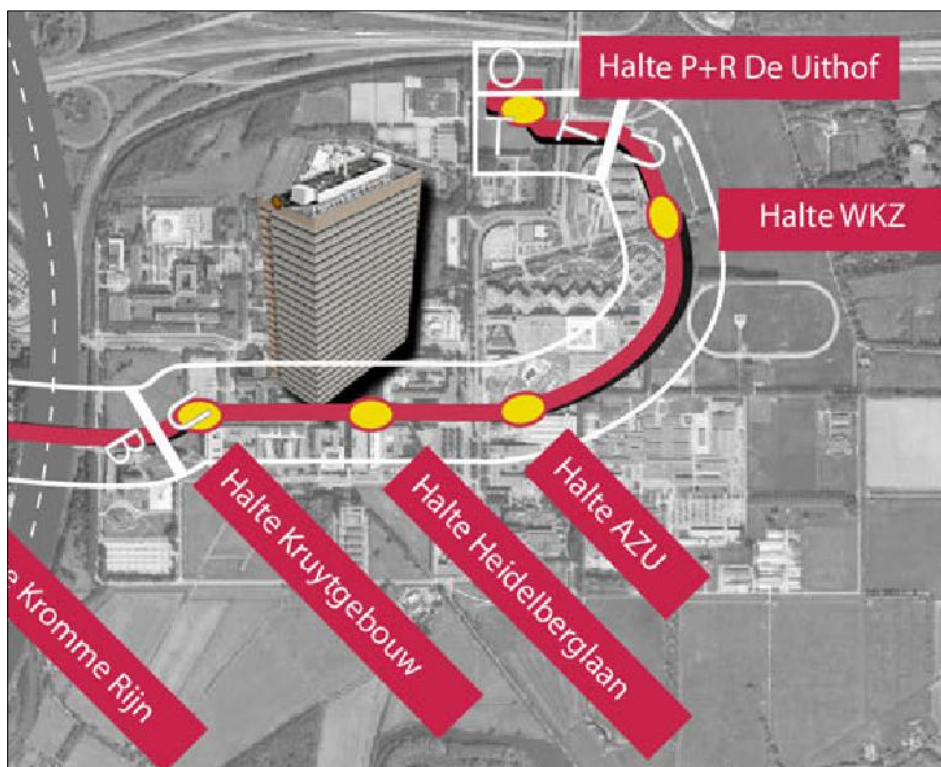 Halte P+R De Uithof
Halte WKZ
Halte AZU
Halte Heidelberglaan
Halte Kruytgebouw
e Kromme Rijn
B
U
O
T
I
U